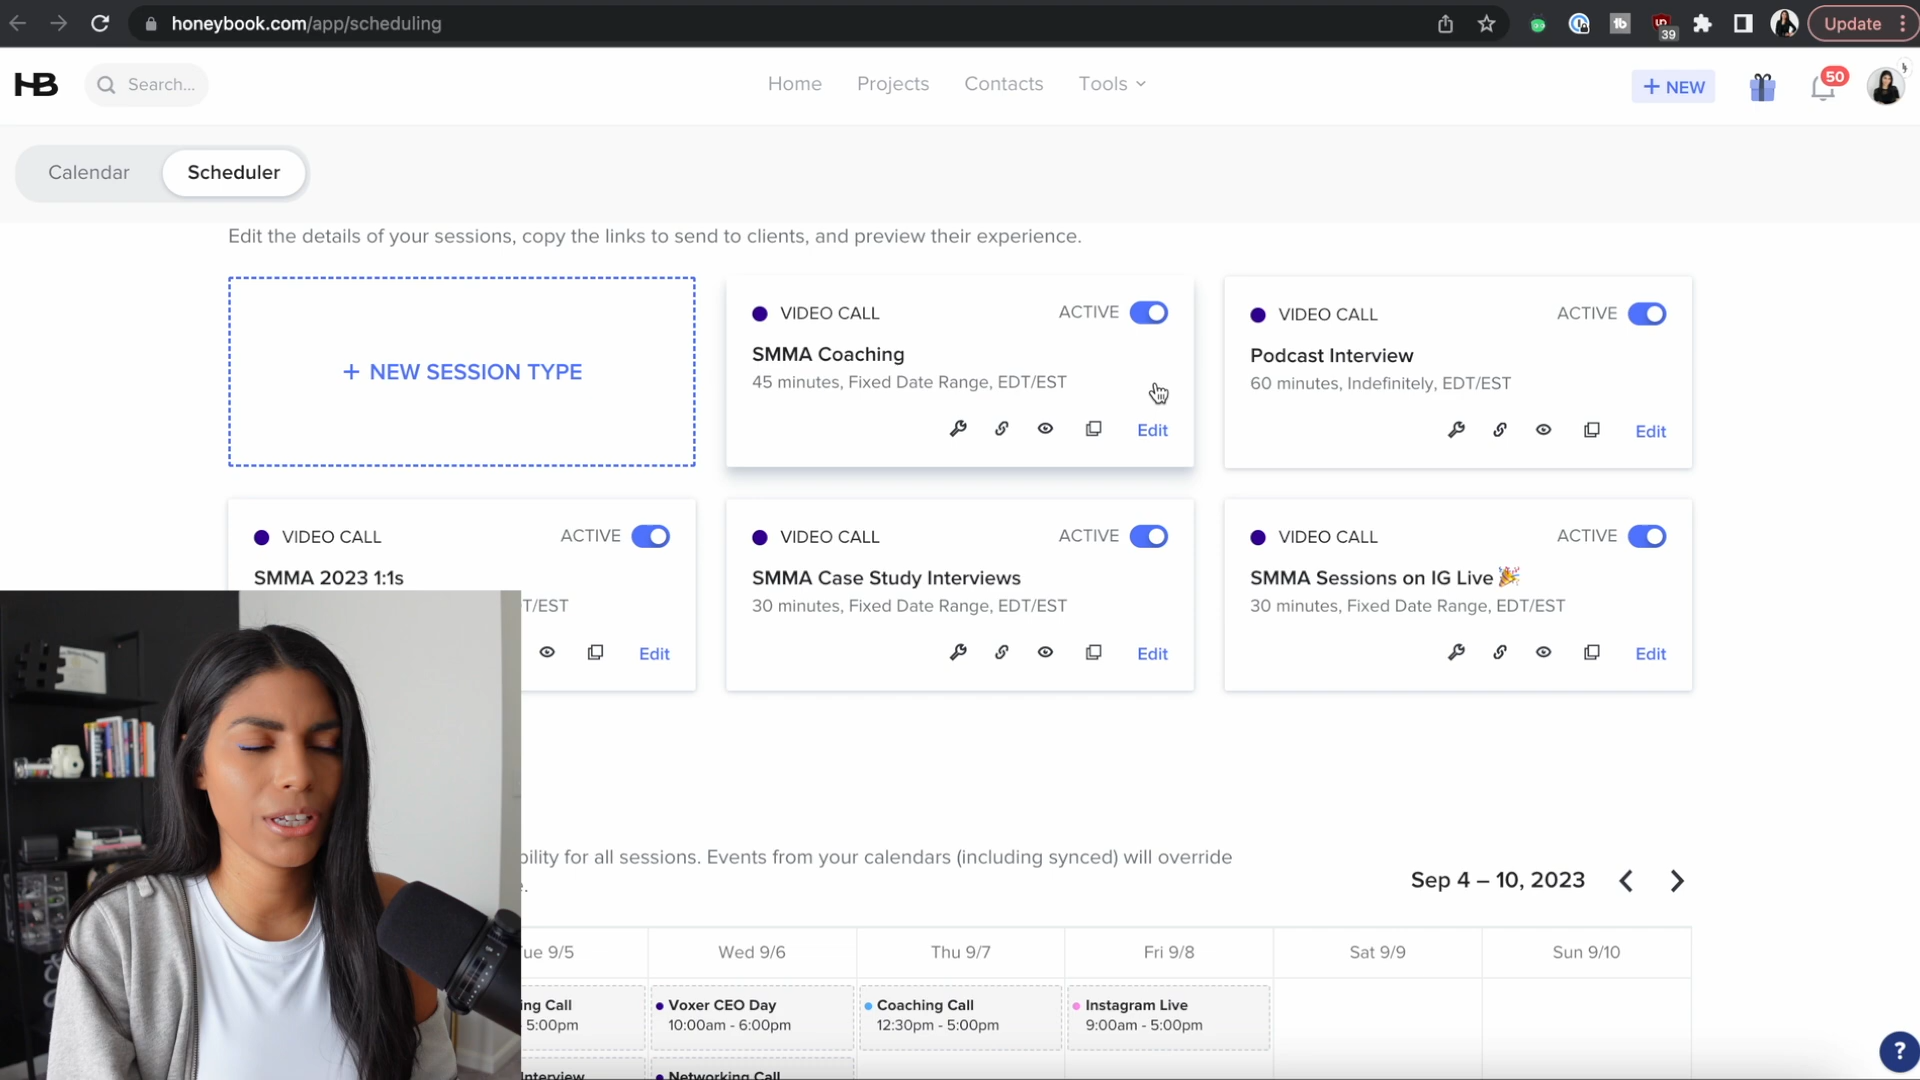 honeybook.com/app/scheduling
39
Update
HB
Search...
Home
Projects
Contacts
Tools
+ NEW
50
Calendar
Scheduler
Edit the details of your sessions, copy the links to send to clients, and preview their experience.
+ NEW SESSION TYPE
VIDEO CALL
ACTIVE
SMMA Coaching
45 minutes, Fixed Date Range, EDT/EST
Edit
VIDEO CALL
ACTIVE
Podcast Interview
60 minutes, Indefinitely, EDT/EST
Edit
VIDEO CALL
ACTIVE
SMMA 2023 1:1s
T/EST
Edit
VIDEO CALL
ACTIVE
SMMA Case Study Interviews
30 minutes, Fixed Date Range, EDT/EST
Edit
VIDEO CALL
ACTIVE
SMMA Sessions on IG Live 🎉
30 minutes, Fixed Date Range, EDT/EST
Edit
bility for all sessions. Events from your calendars (including synced) will override
e.
Sep 4 – 10, 2023
ue 9/5
Wed 9/6
Thu 9/7
Fri 9/8
Sat 9/9
Sun 9/10
ing Call
5:00pm
Voxer CEO Day
10:00am - 6:00pm
Coaching Call
12:30pm - 5:00pm
Instagram Live
9:00am - 5:00pm
nterview
Networking Call
?